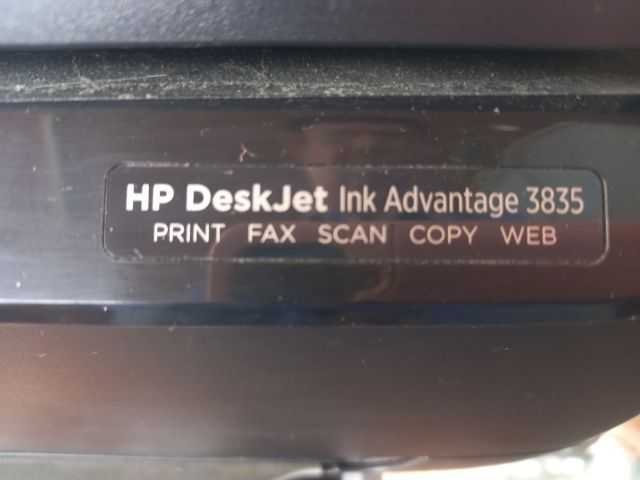 HP DeskJet Ink Advantage 3835
PRINT FAX SCAN COPY WEB